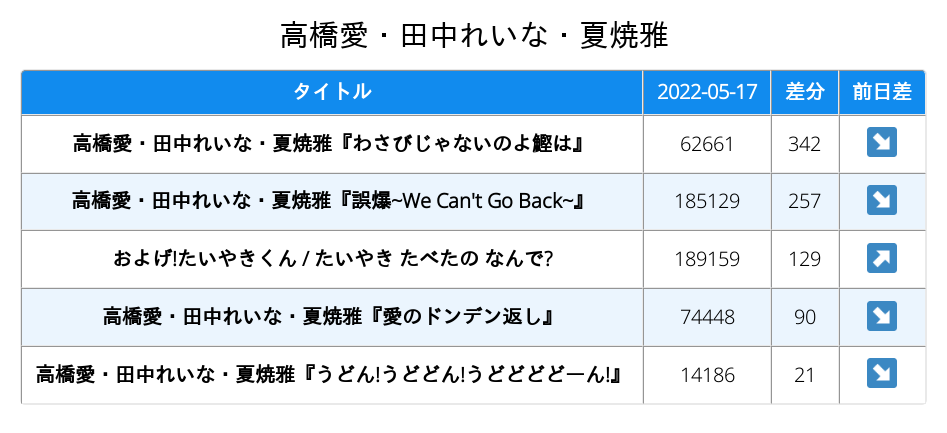 高橋愛・田中れいな・夏焼雅
タイトル 2022-05-17 差分 前日差
高橋愛・田中れいな・夏焼雅『わさびじゃないのよ鰹は』 62661 342 ↘
高橋愛・田中れいな・夏焼雅『誤爆~We Can't Go Back~』 185129 257 ↘
およげ!たいやきくん / たいやき たべたの なんで? 189159 129 ↗
高橋愛・田中れいな・夏焼雅『愛のドンデン返し』 74448 90 ↘
高橋愛・田中れいな・夏焼雅『うどん!うどどん!うどどどどーん!』 14186 21 ↘